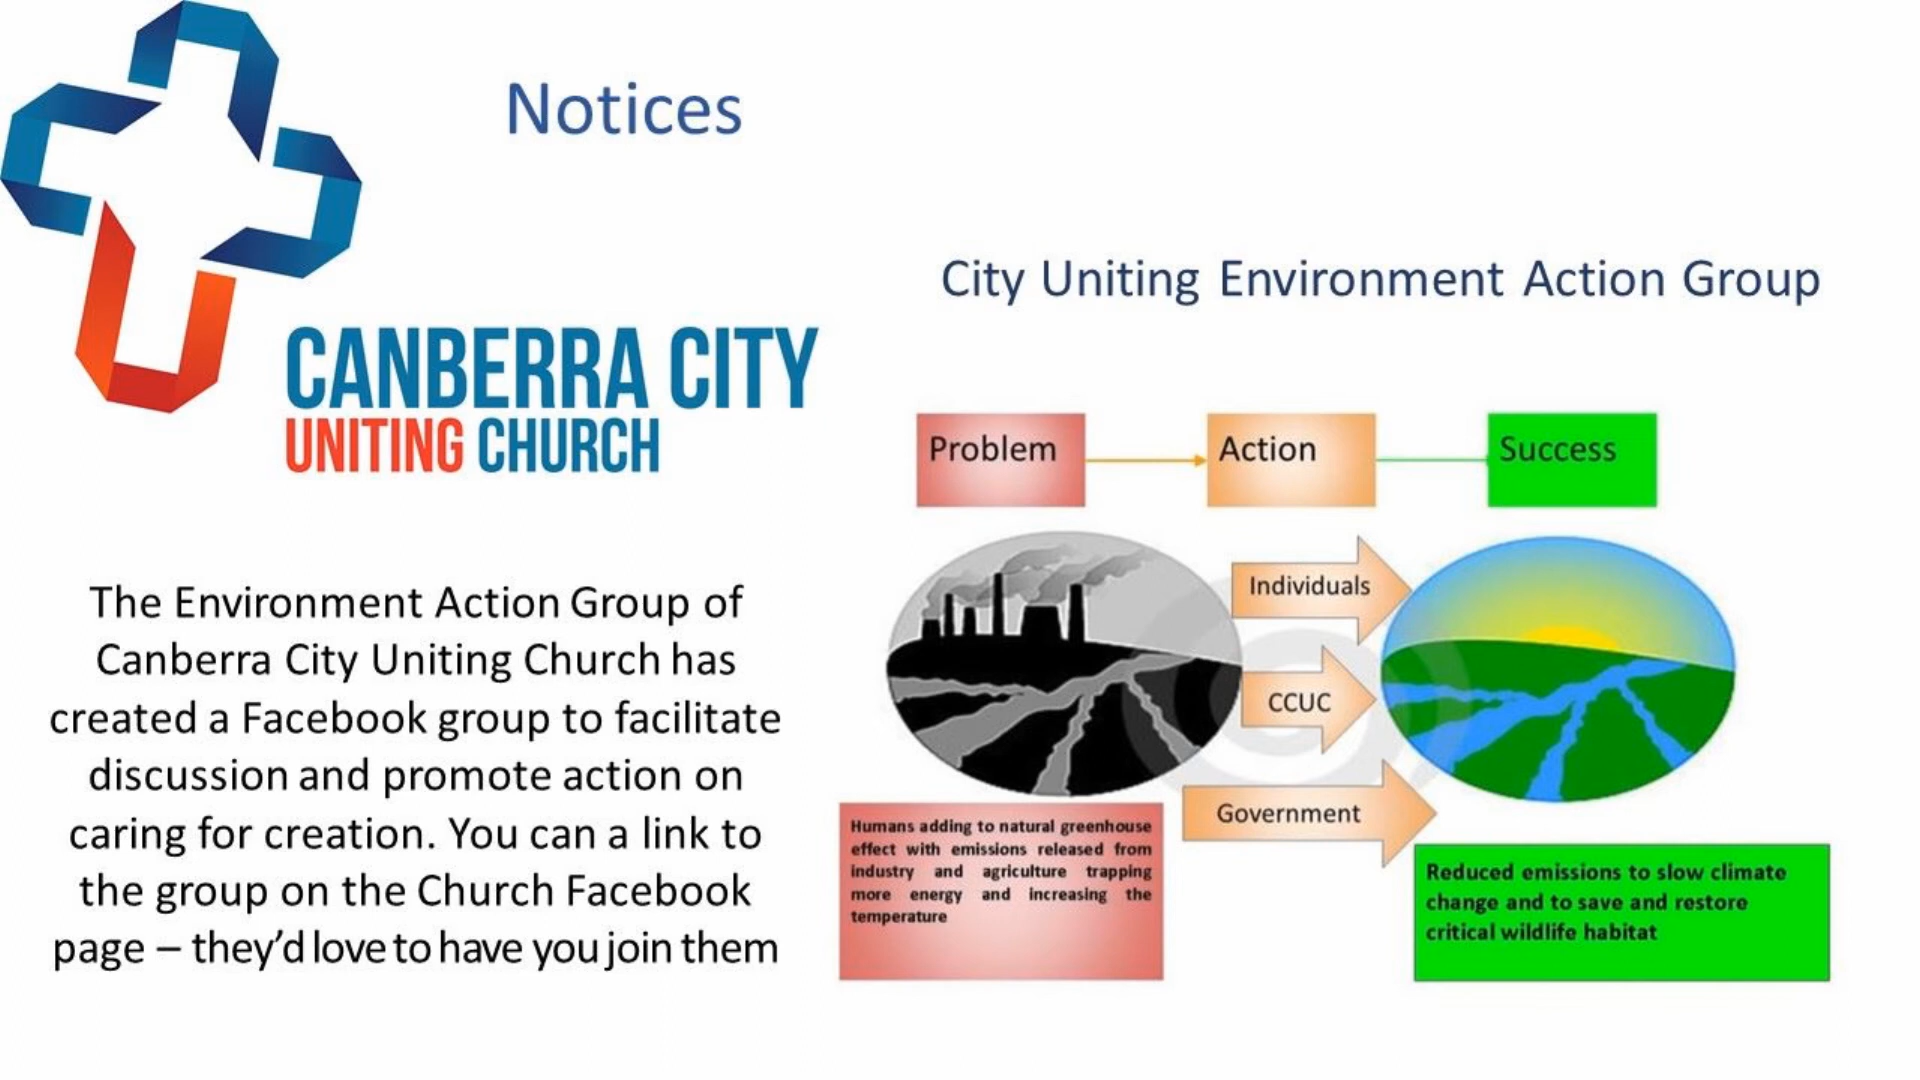 Notices
CANBERRA CITY
UNITING CHURCH
The Environment Action Group of
Canberra City Uniting Church has
created a Facebook group to facilitate
discussion and promote action on
caring for creation. You can a link to
the group on the Church Facebook
page – they’d love to have you join them
City Uniting Environment Action Group
Problem
Action
Success
Individuals
CCUC
Government
Humans adding to natural greenhouse
effect with emissions released from
industry and agriculture trapping
more energy and increasing the
temperature
Reduced emissions to slow climate
change and to save and restore
critical wildlife habitat